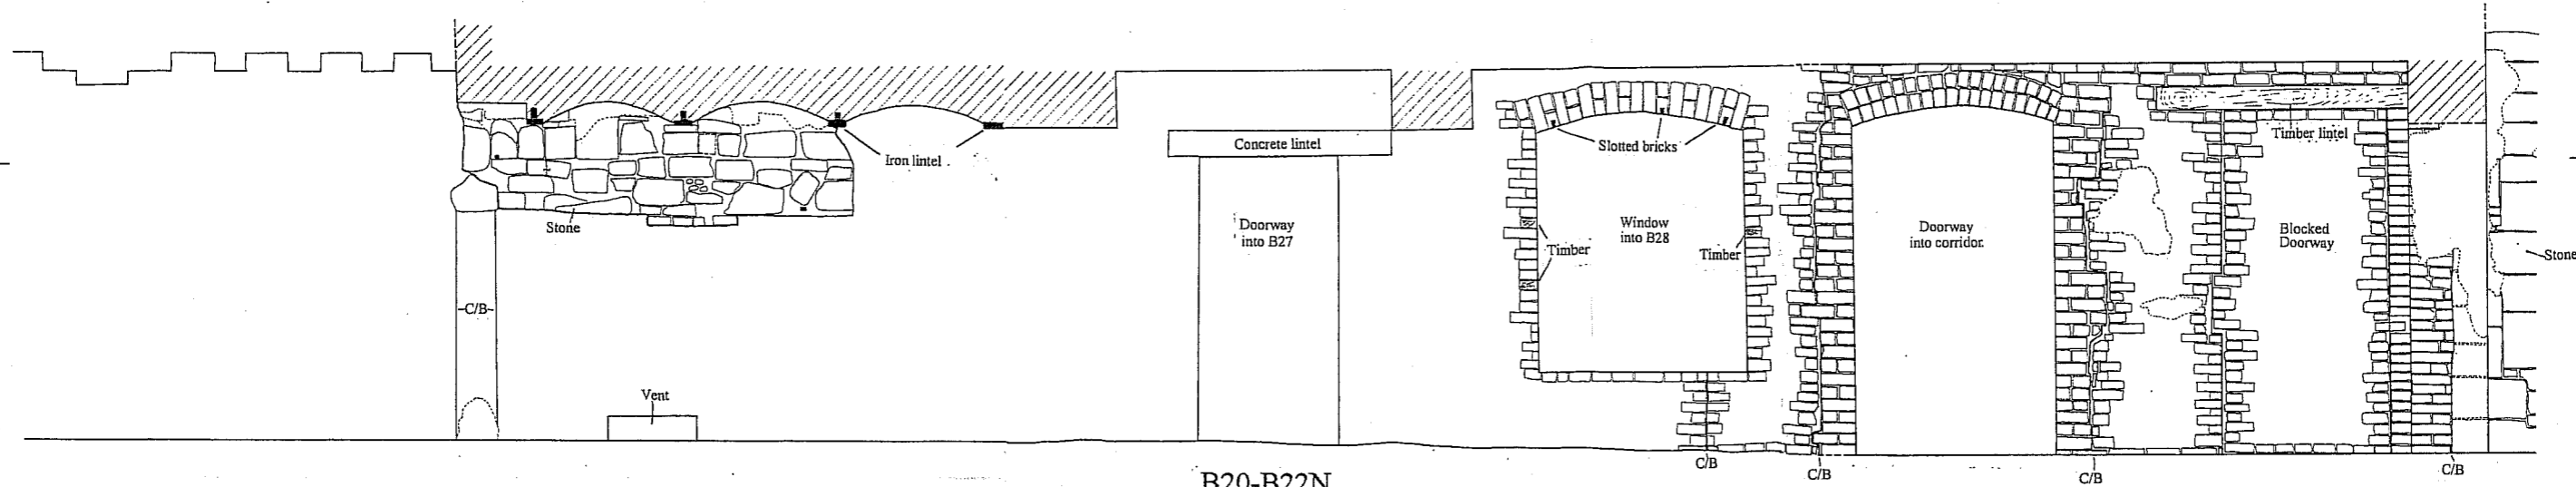 Iron lintel
Concrete lintel
Slotted bricks
Timber lintel
Stone
Doorway
into B27
Window
into B28
Timber
Timber
Doorway
into corridor
Blocked
Doorway
Stone
C/B
Vent
C/B
C/B
C/B
C/B
B20-B22N